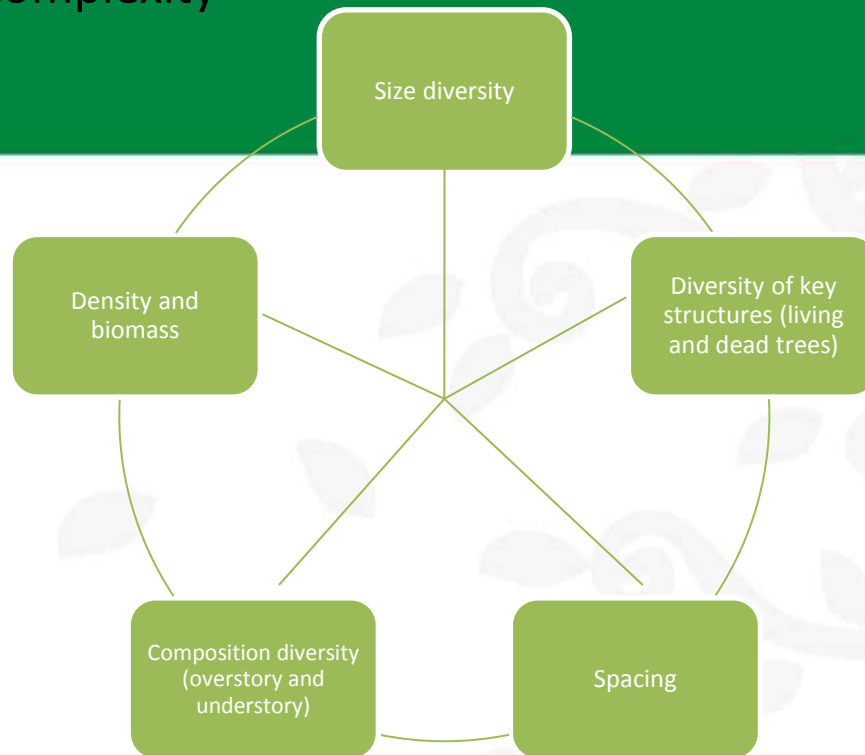 complexity
Size diversity
Diversity of key
structures (living
and dead trees)
Spacing
Composition diversity
(overstory and
understory)
Density and
biomass